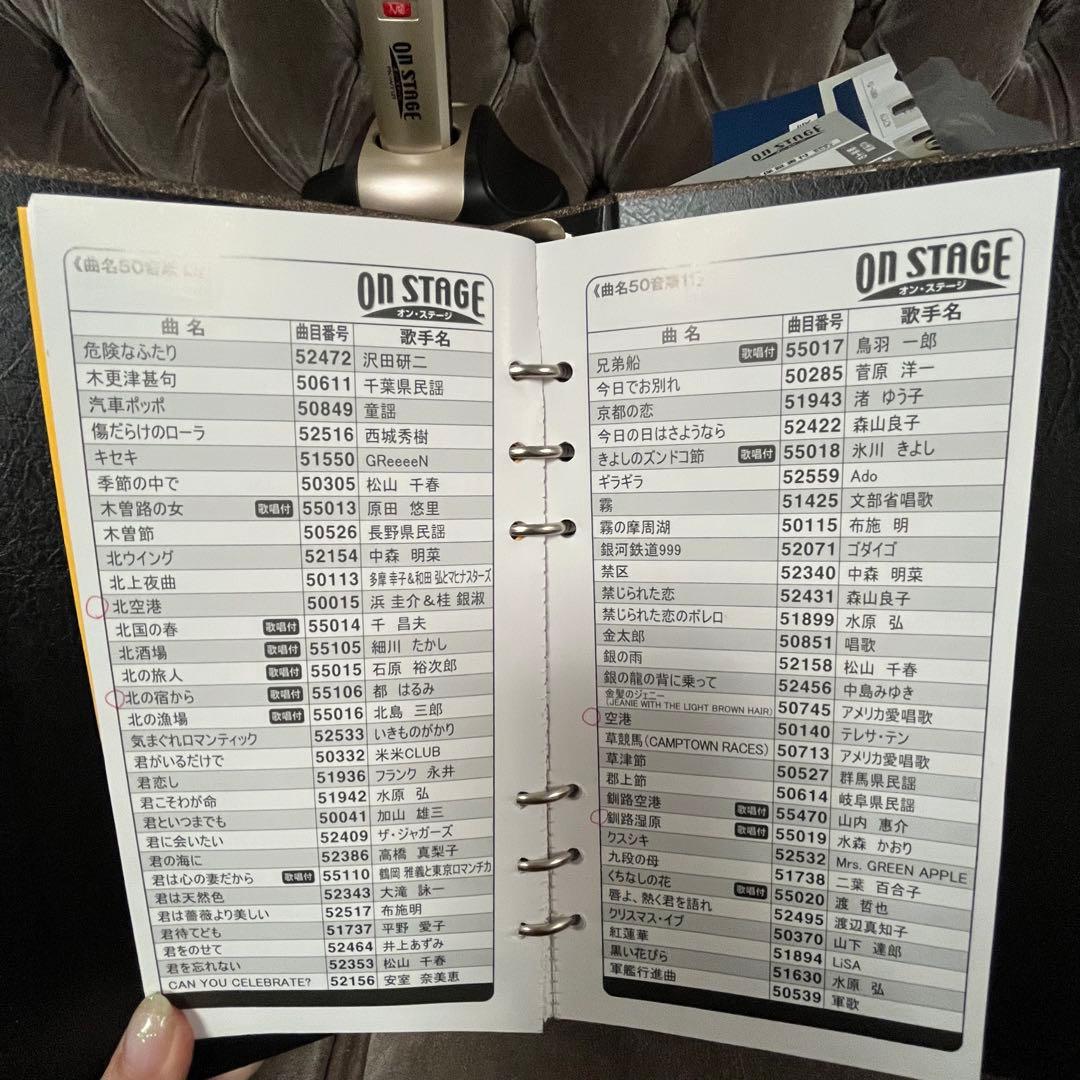 入/切
ON STAGE
ON STAGE
《曲名50音順
ON STAGE
オン・ステージ
曲 名 曲目番号 歌手名
危険なふたり 52472 沢田研二
木更津甚句 50611 千葉県民謡
汽車ポッポ 50849 童謡
傷だらけのローラ 52516 西城秀樹
キセキ 51550 GReeeeN
季節の中で 50305 松山 千春
木曽路の女 歌唱付 55013 原田 悠里
木曽節 50526 長野県民謡
北ウイング 52154 中森 明菜
北上夜曲 50113 多摩 幸子&和田 弘とマヒナスターズ
北空港 50015 浜 圭介&桂 銀淑
北国の春 歌唱付 55014 千 昌夫
北酒場 歌唱付 55105 細川 たかし
北の旅人 歌唱付 55015 石原 裕次郎
北の宿から 歌唱付 55106 都 はるみ
北の漁場 歌唱付 55016 北島 三郎
気まぐれロマンティック 52533 いきものがかり
君がいるだけで 50332 米米CLUB
君恋し 51936 フランク 永井
君こそわが命 51942 水原 弘
君といつまでも 50041 加山 雄三
君に会いたい 52409 ザ・ジャガーズ
君の海に 52386 高橋 真梨子
君は心の妻だから 歌唱付 55110 鶴岡 雅義と東京ロマンチカ
君は天然色 52343 大滝 詠一
君は薔薇より美しい 52517 布施明
君待てども 51737 平野 愛子
君をのせて 52464 井上あずみ
君を忘れない 52353 松山 千春
CAN YOU CELEBRATE? 52156 安室 奈美恵
《曲名50音順11
ON STAGE
オン・ステージ
曲 名 曲目番号 歌手名
兄弟船 歌唱付 55017 鳥羽 一郎
今日でお別れ 50285 菅原 洋一
京都の恋 51943 渚 ゆう子
今日の日はさようなら 52422 森山良子
きよしのズンドコ節 歌唱付 55018 氷川 きよし
ギラギラ 52559 Ado
霧 51425 文部省唱歌
霧の摩周湖 50115 布施 明
銀河鉄道999 52071 ゴダイゴ
禁区 52340 中森 明菜
禁じられた恋 52431 森山良子
禁じられた恋のボレロ 51899 水原 弘
金太郎 50851 唱歌
銀の雨 52158 松山 千春
銀の龍の背に乗って 52456 中島みゆき
金髪のジェニー
(JEANIE WITH THE LIGHT BROWN HAIR) 50745 アメリカ愛唱歌
空港 50140 テレサ・テン
草競馬(CAMPTOWN RACES) 50713 アメリカ愛唱歌
草津節 50527 群馬県民謡
郡上節 50614 岐阜県民謡
釧路空港 歌唱付 55470 山内 惠介
釧路湿原 歌唱付 55019 水森 かおり
クスシキ 52532 Mrs. GREEN APPLE
九段の母 51738 二葉 百合子
くちなしの花 歌唱付 55020 渡 哲也
唇よ、熱く君を語れ 52495 渡辺真知子
クリスマス・イブ 50370 山下 達郎
紅蓮華 51894 LiSA
黒い花びら 51630 水原 弘
軍艦行進曲 50539 軍歌